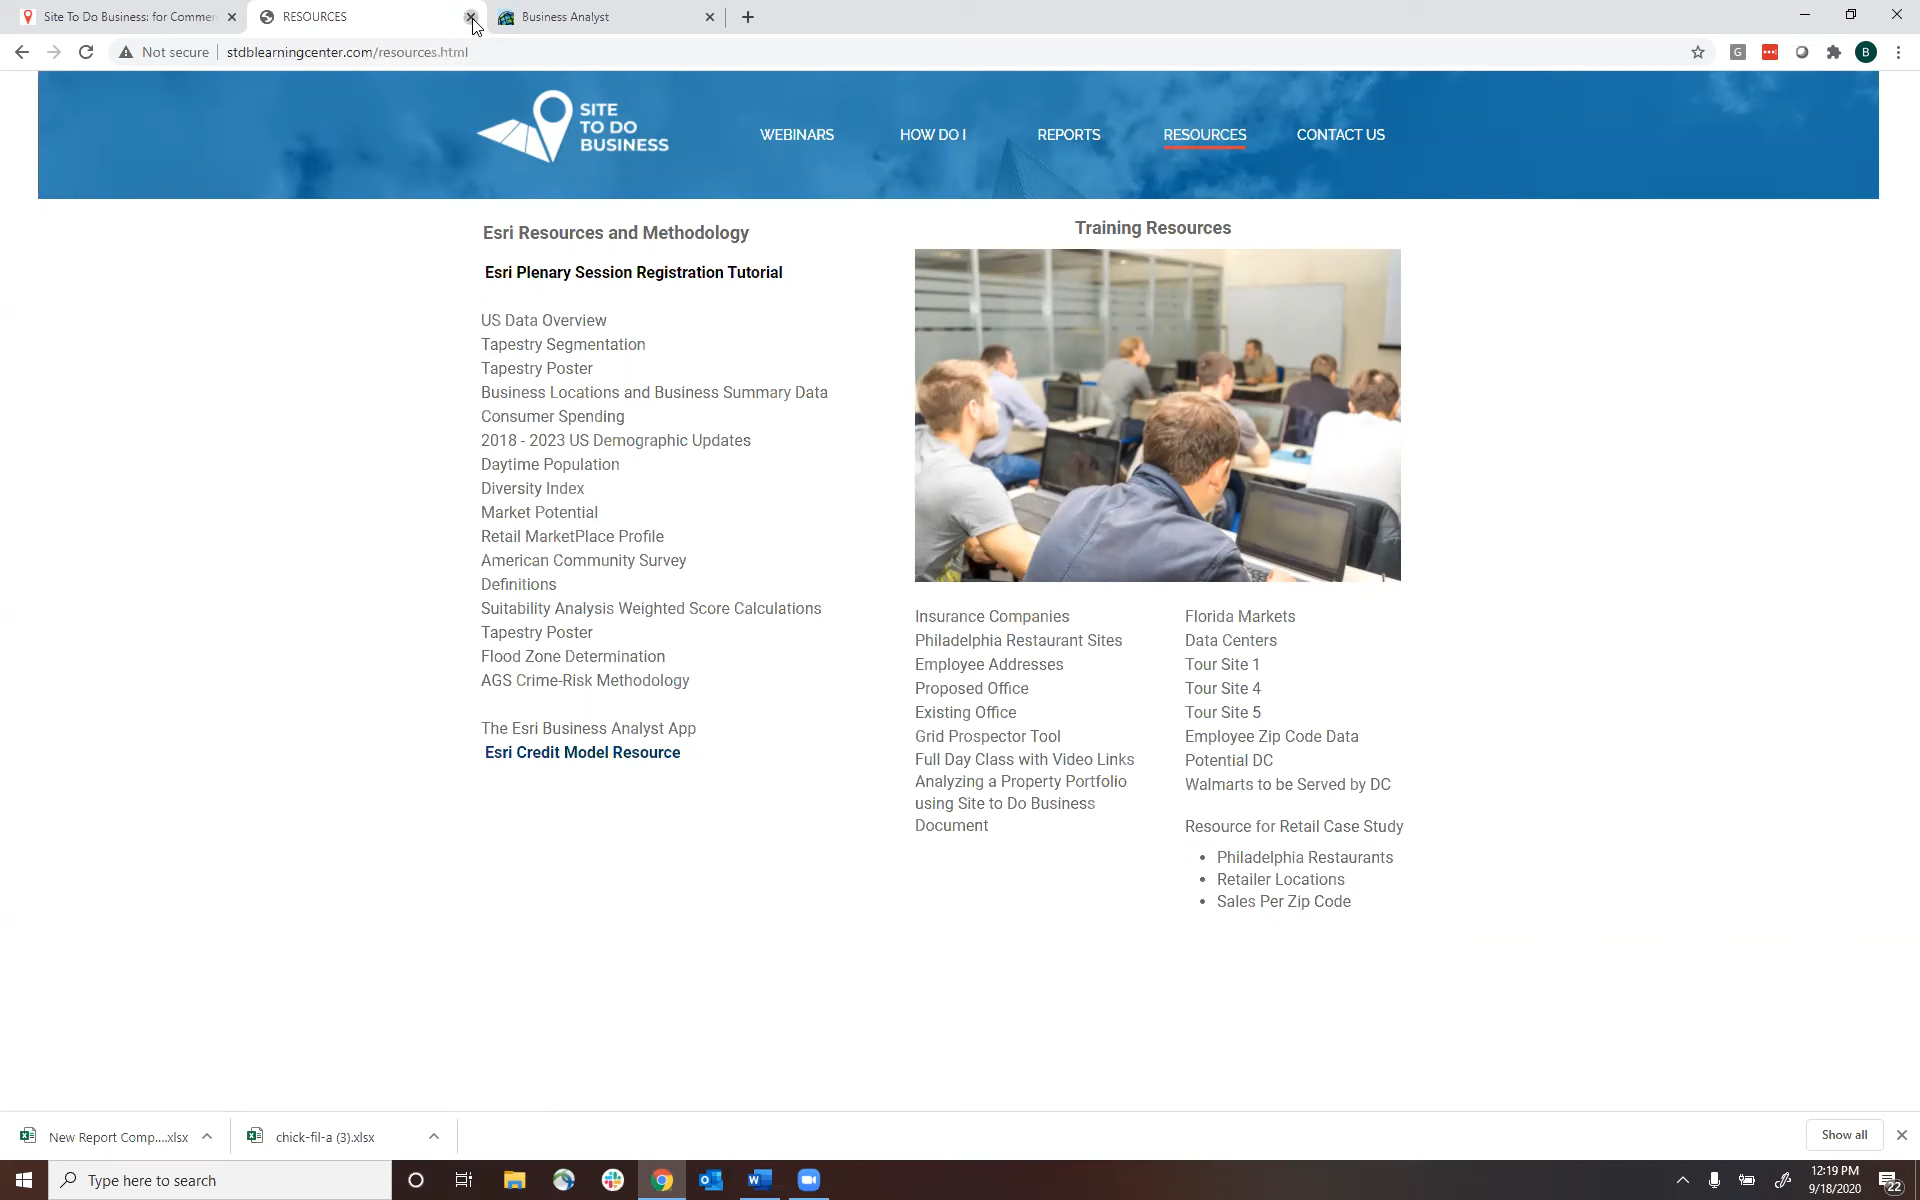 Site To Do Business: for Commer
RESOURCES
Business Analyst
Not secure
stdblearningcenter.com/resources.html
G
B
SITE
TO DO
BUSINESS
WEBINARS
HOW DO I
REPORTS
RESOURCES
CONTACT US
Esri Resources and Methodology
Esri Plenary Session Registration Tutorial
US Data Overview
Tapestry Segmentation
Tapestry Poster
Business Locations and Business Summary Data
Consumer Spending
2018 - 2023 US Demographic Updates
Daytime Population
Diversity Index
Market Potential
Retail MarketPlace Profile
American Community Survey
Definitions
Suitability Analysis Weighted Score Calculations
Tapestry Poster
Flood Zone Determination
AGS Crime-Risk Methodology
The Esri Business Analyst App
Esri Credit Model Resource
Training Resources
Insurance Companies
Philadelphia Restaurant Sites
Employee Addresses
Proposed Office
Existing Office
Grid Prospector Tool
Full Day Class with Video Links
Analyzing a Property Portfolio
using Site to Do Business
Document
Florida Markets
Data Centers
Tour Site 1
Tour Site 4
Tour Site 5
Employee Zip Code Data
Potential DC
Walmarts to be Served by DC
Resource for Retail Case Study
• Philadelphia Restaurants
• Retailer Locations
• Sales Per Zip Code
New Report Comp....xlsx
chick-fil-a (3).xlsx
Show all
Type here to search
12:19 PM
9/18/2020
22